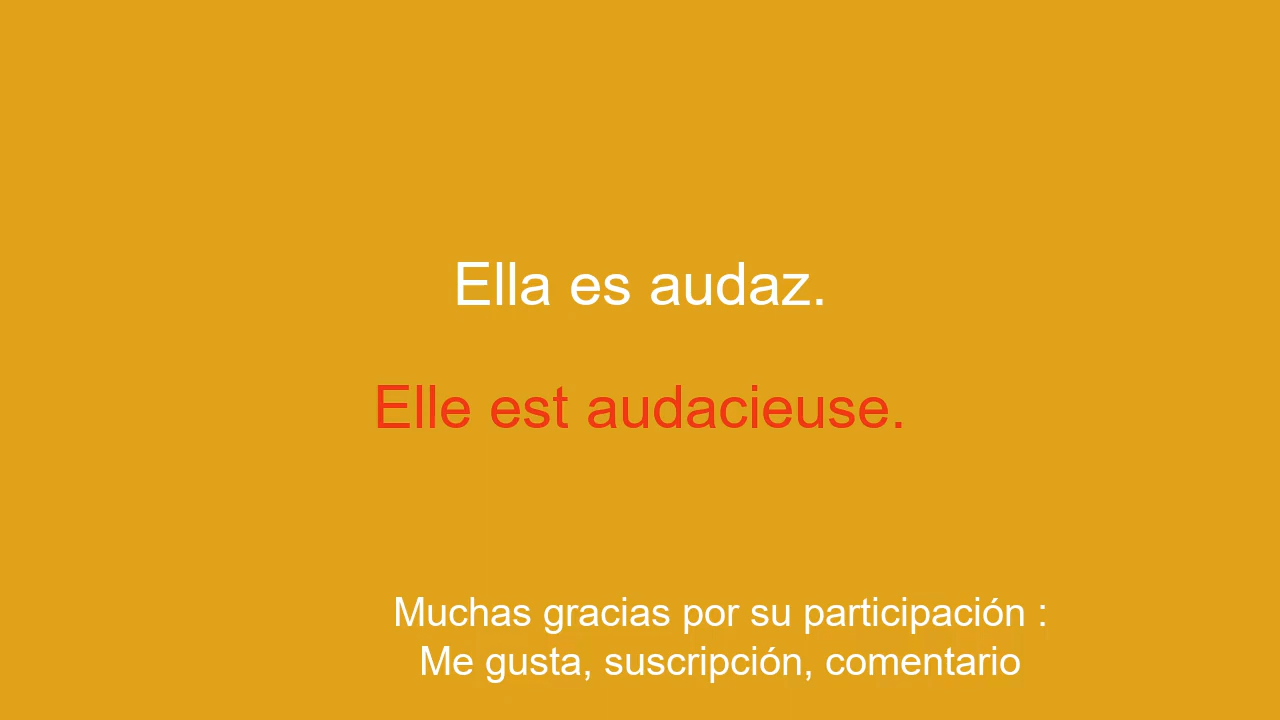 Ella es audaz.
Elle est audacieuse.
Muchas gracias por su participación :
Me gusta, suscripción, comentario